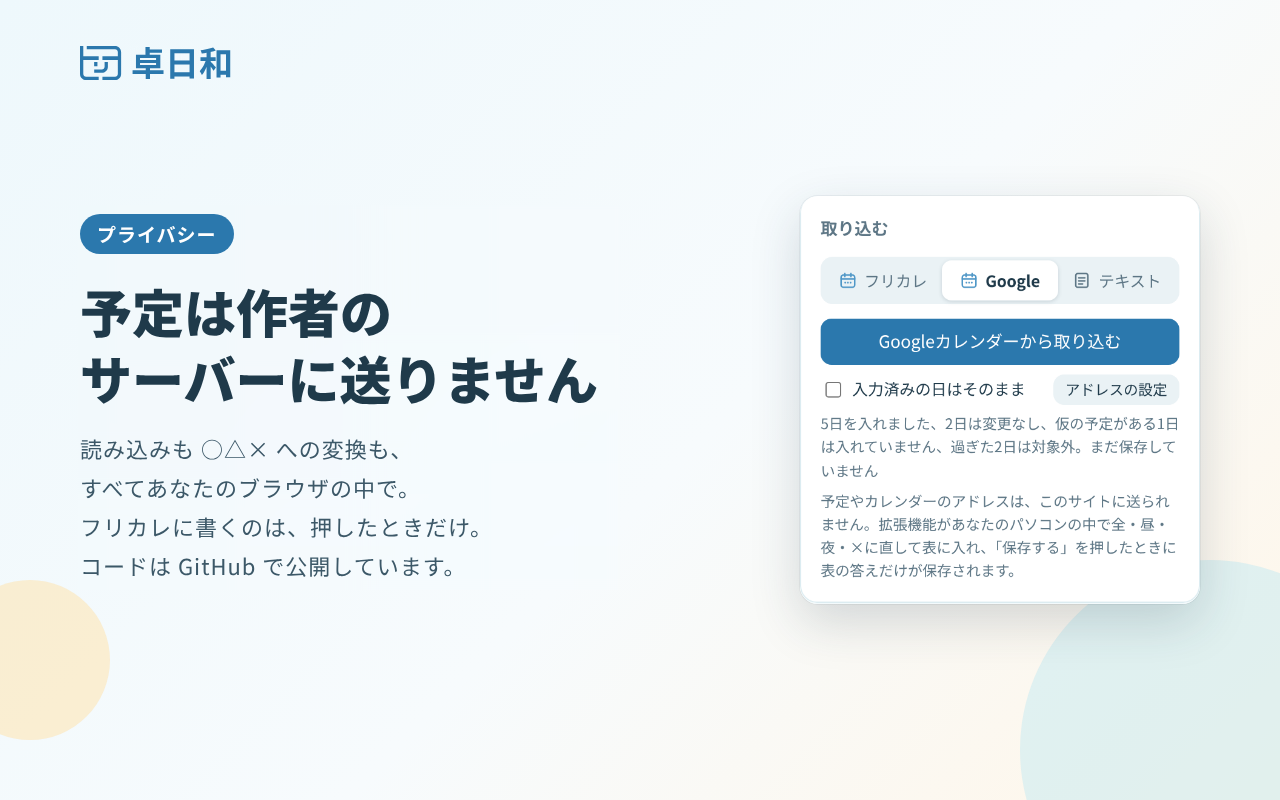 卓日和
プライバシー
予定は作者の
サーバーに送りません
読み込みも ○△× への変換も、
すべてあなたのブラウザの中で。
フリカレに書くのは、押したときだけ。
コードは GitHub で公開しています。
取り込む
フリカレ
Google
テキスト
Googleカレンダーから取り込む
入力済みの日はそのまま
アドレスの設定
5日を入れました、2日は変更なし、仮の予定がある1日
は入れていません、過ぎた2日は対象外。まだ保存して
いません
予定やカレンダーのアドレスは、このサイトに送られ
ません。拡張機能があなたのパソコンの中で全・昼・
夜・×に直して表に入れ、「保存する」を押したときに
表の答えだけが保存されます。